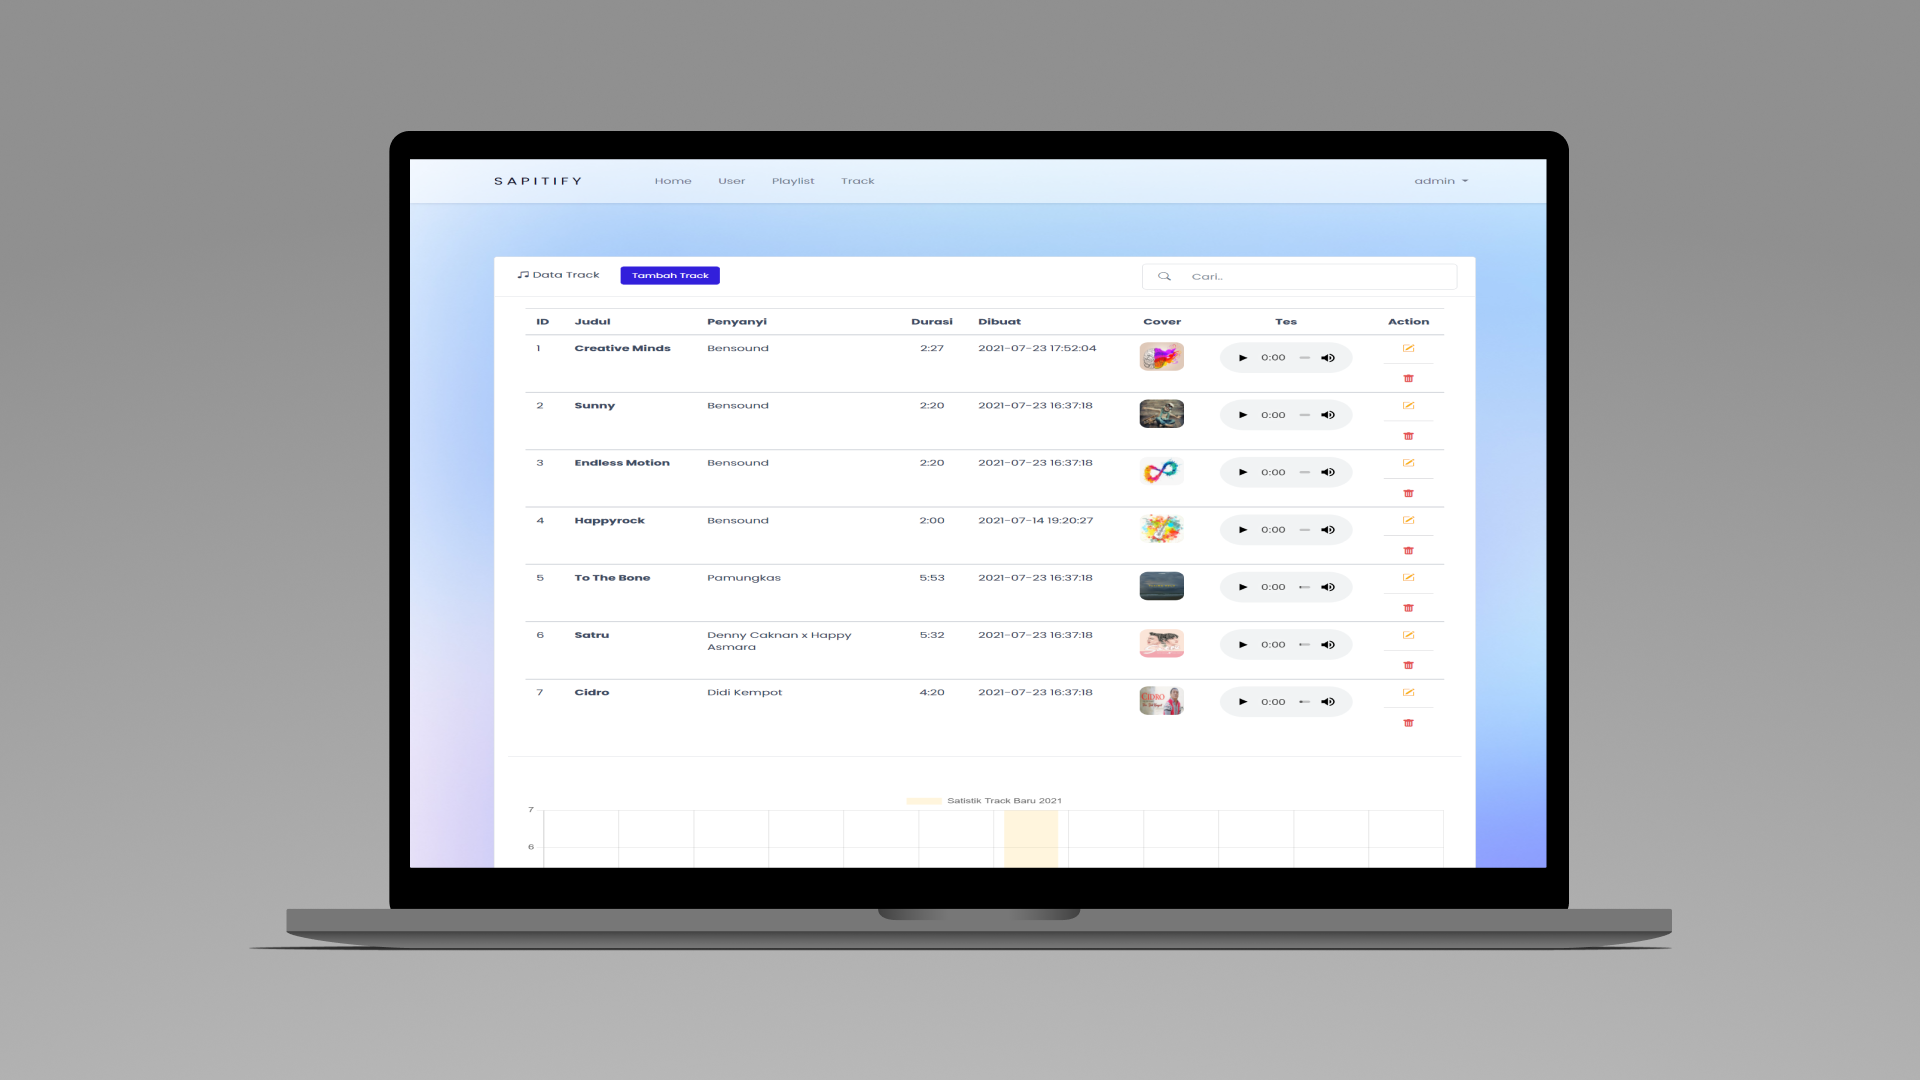 SAPITIFY Home User Playlist Track admin
Data Track Tambah Track Cari..
ID Judul Penyanyi Durasi Dibuat Cover Tes Action
1 Creative Minds Bensound 2:27 2021-07-23 17:52:04 0:00
2 Sunny Bensound 2:20 2021-07-23 16:37:18 0:00
3 Endless Motion Bensound 2:20 2021-07-23 16:37:18 0:00
4 Happyrock Bensound 2:00 2021-07-14 19:20:27 0:00
5 To The Bone Pamungkas 5:53 2021-07-23 16:37:18 0:00
6 Satru Denny Caknan x Happy 5:32 2021-07-23 16:37:18 0:00
Asmara
7 Cidro Didi Kempot 4:20 2021-07-23 16:37:18 0:00
CIDRO
Satistik Track Baru 2021
7
6